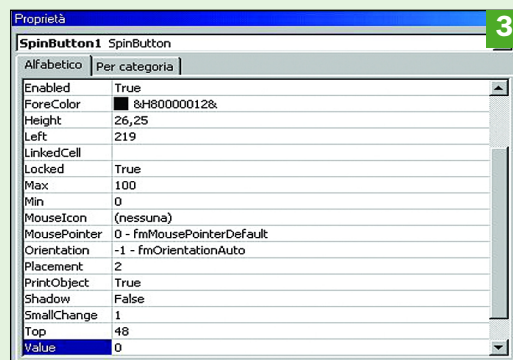 Proprietà
3
SpinButton1 SpinButton
Alfabetico Per categoria
Enabled True
ForeColor &H80000012&
Height 26,25
Left 219
LinkedCell
Locked True
Max 100
Min 0
MouseIcon (nessuna)
MousePointer 0 - fmMousePointerDefault
Orientation -1 - fmOrientationAuto
Placement 2
PrintObject True
Shadow False
SmallChange 1
Top 48
Value 0